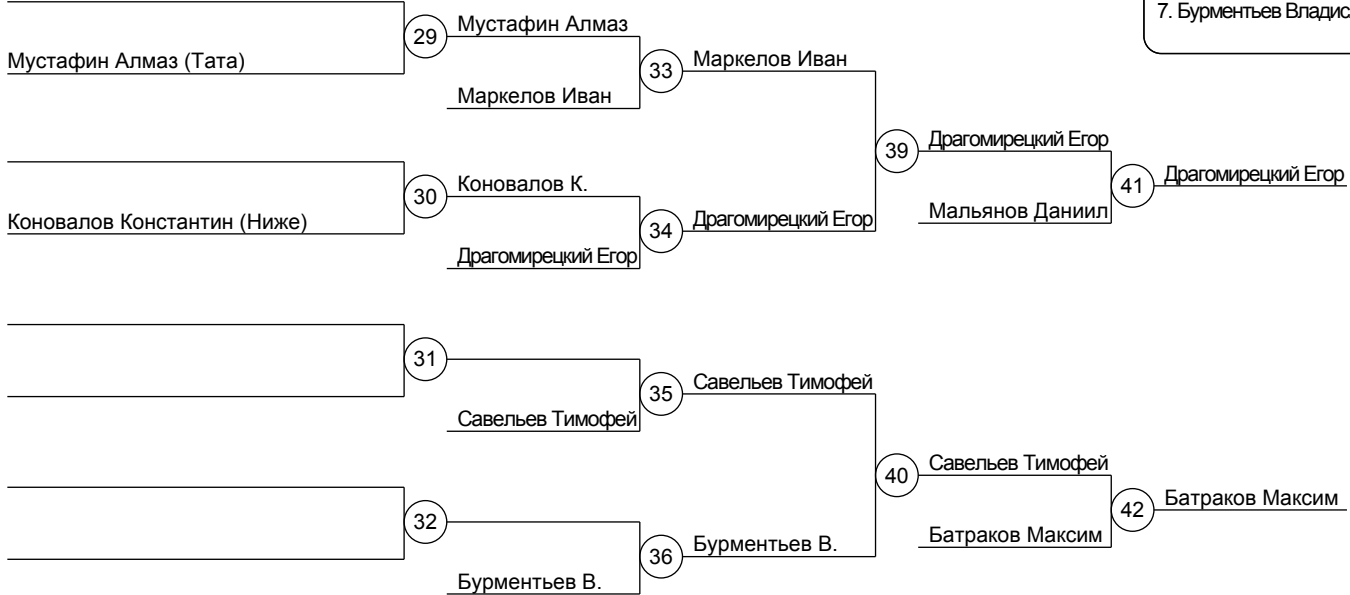 7. Бурментьев Владис
Мустафин Алмаз
29
Мустафин Алмаз (Тата)
Маркелов Иван
33
Маркелов Иван
Драгомирецкий Егор
39
Драгомирецкий Егор
41
Коновалов К.
30
Мальянов Даниил
Коновалов Константин (Ниже)
Драгомирецкий Егор
34
Драгомирецкий Егор
31
Савельев Тимофей
35
Савельев Тимофей
Савельев Тимофей
40
Батраков Максим
42
32
Батраков Максим
Бурментьев В.
36
Бурментьев В.